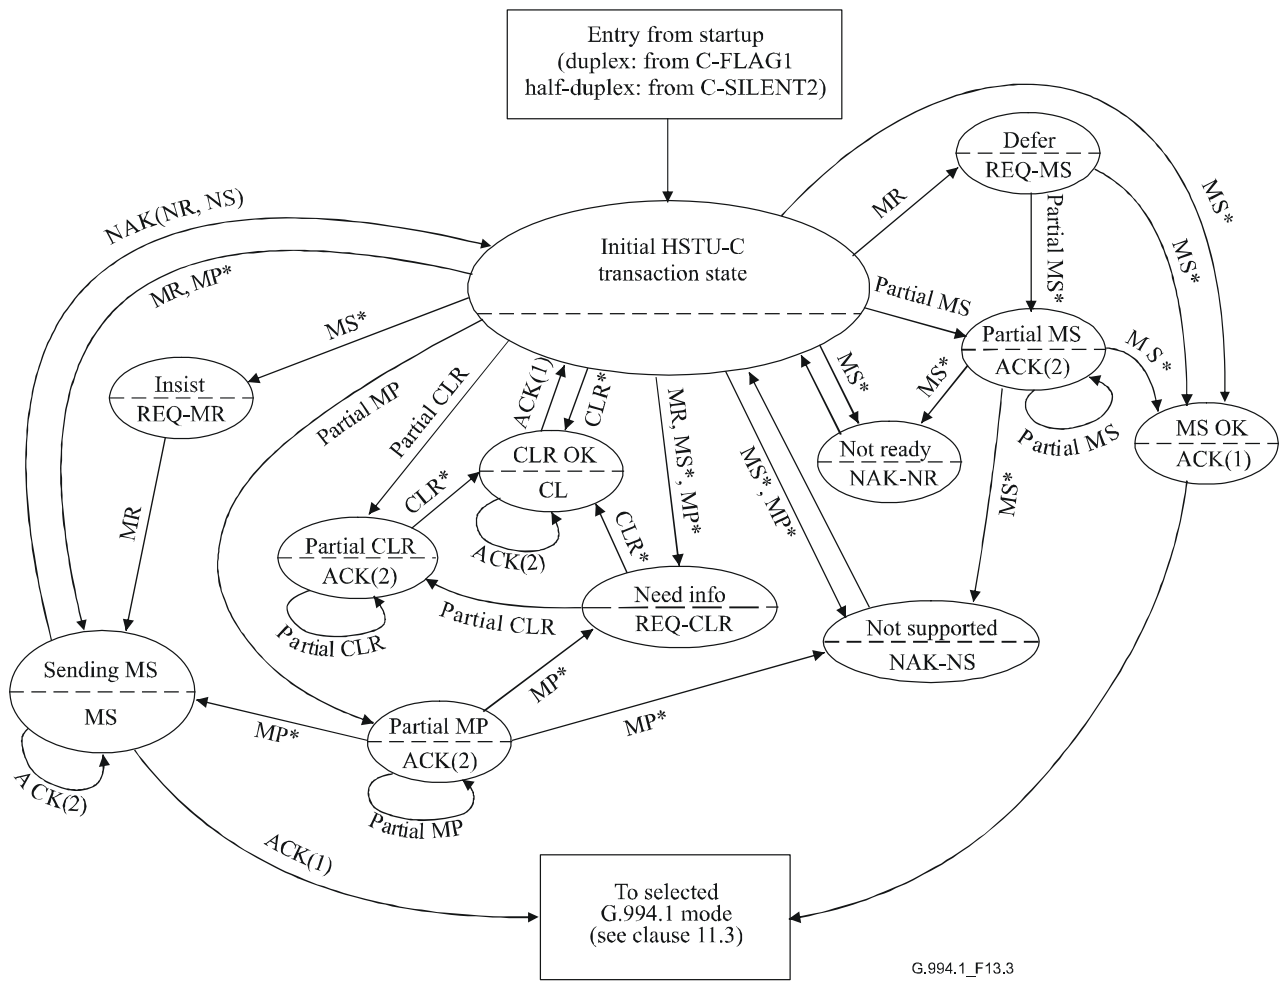 Entry from startup
(duplex: from C-FLAG1
half-duplex: from C-SILENT2)
Defer
REQ-MS
MR
MS*
NAK(NR, NS)
Initial HSTU-C
transaction state
MR, MP*
MS*
Partial MS*
MS*
Partial MS
Partial MS
ACK(2)
MS*
Insist
REQ-MR
Partial MP
Partial CLR
ACK(1)
CLR*
MR, MS*, MP*
MS*
MS*
Not ready
NAK-NR
Partial MS
MS OK
ACK(1)
CLR OK
CL
MS*, MP*
MS*
MR
CLR*
ACK(2)
CLR*
Partial CLR
ACK(2)
Partial CLR
Partial CLR
Need info
REQ-CLR
Not supported
NAK-NS
Sending MS
MS
MP*
MP*
MP*
Partial MP
ACK(2)
ACK(2)
Partial MP
ACK(1)
To selected
G.994.1 mode
(see clause 11.3)
G.994.1_F13.3